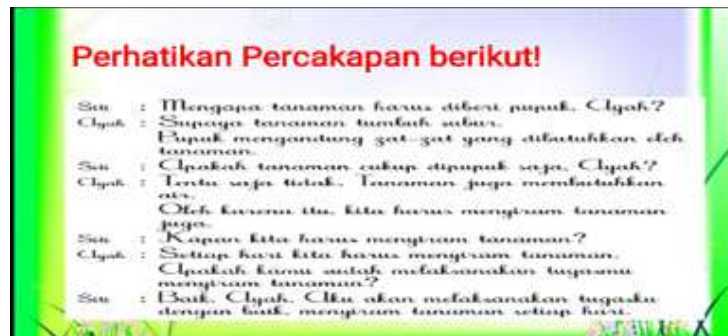 Perhatikan Percakapan berikut!
Siti : Mengapa tanaman harus diberi pupuk, Ayah?
Ayah : Supaya tanaman tumbuh subur.
Pupuk mengandung zat-zat yang dibutuhkan oleh
tanaman.
Siti : Apakah tanaman cukup dipupuk saja, Ayah?
Ayah : Tentu saja tidak. Tanaman juga membutuhkan
air.
Oleh karena itu, kita harus menyiram tanaman
juga.
Siti : Kapan kita harus menyiram tanaman?
Ayah : Setiap hari kita harus menyiram tanaman.
Apakah kamu sudah melaksanakan tugasmu
menyiram tanaman?
Siti : Baik, Ayah. Aku akan melaksanakan tugasku
dengan baik, menyiram tanaman setiap hari.